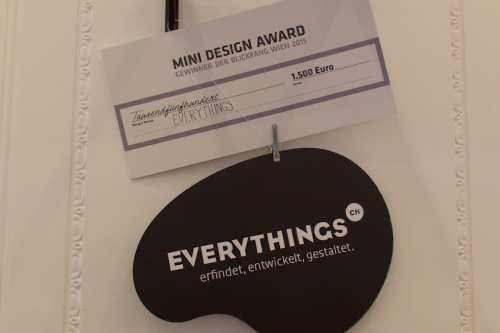 MINI DESIGN AWARD
GEWINNER DER BLICKFANG WIEN 2015
Tausendfünfhundert
1.500 Euro
EVERYTHINGS
EVERYTHINGS CH
erfindet, entwickelt, gestaltet.